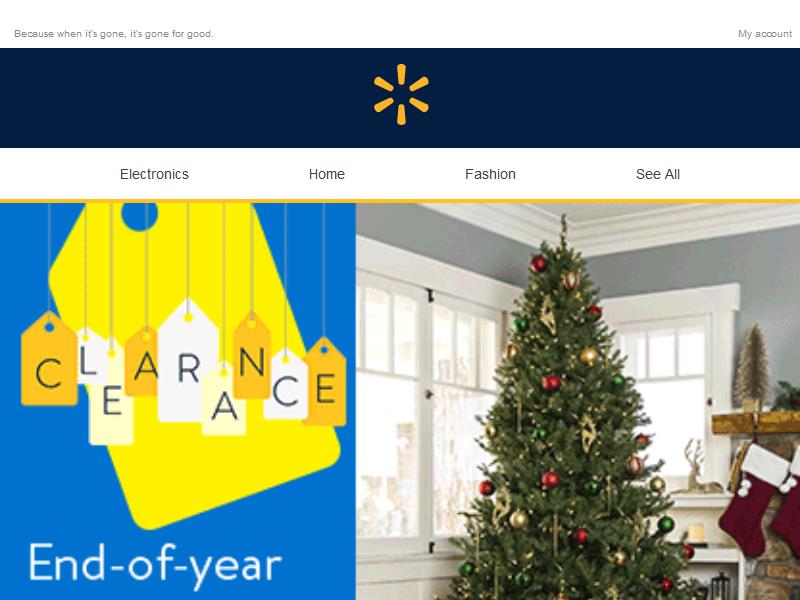 Because when it's gone, it's gone for good.
My account
Electronics
Home
Fashion
See All
CLEARANCE
End-of-year